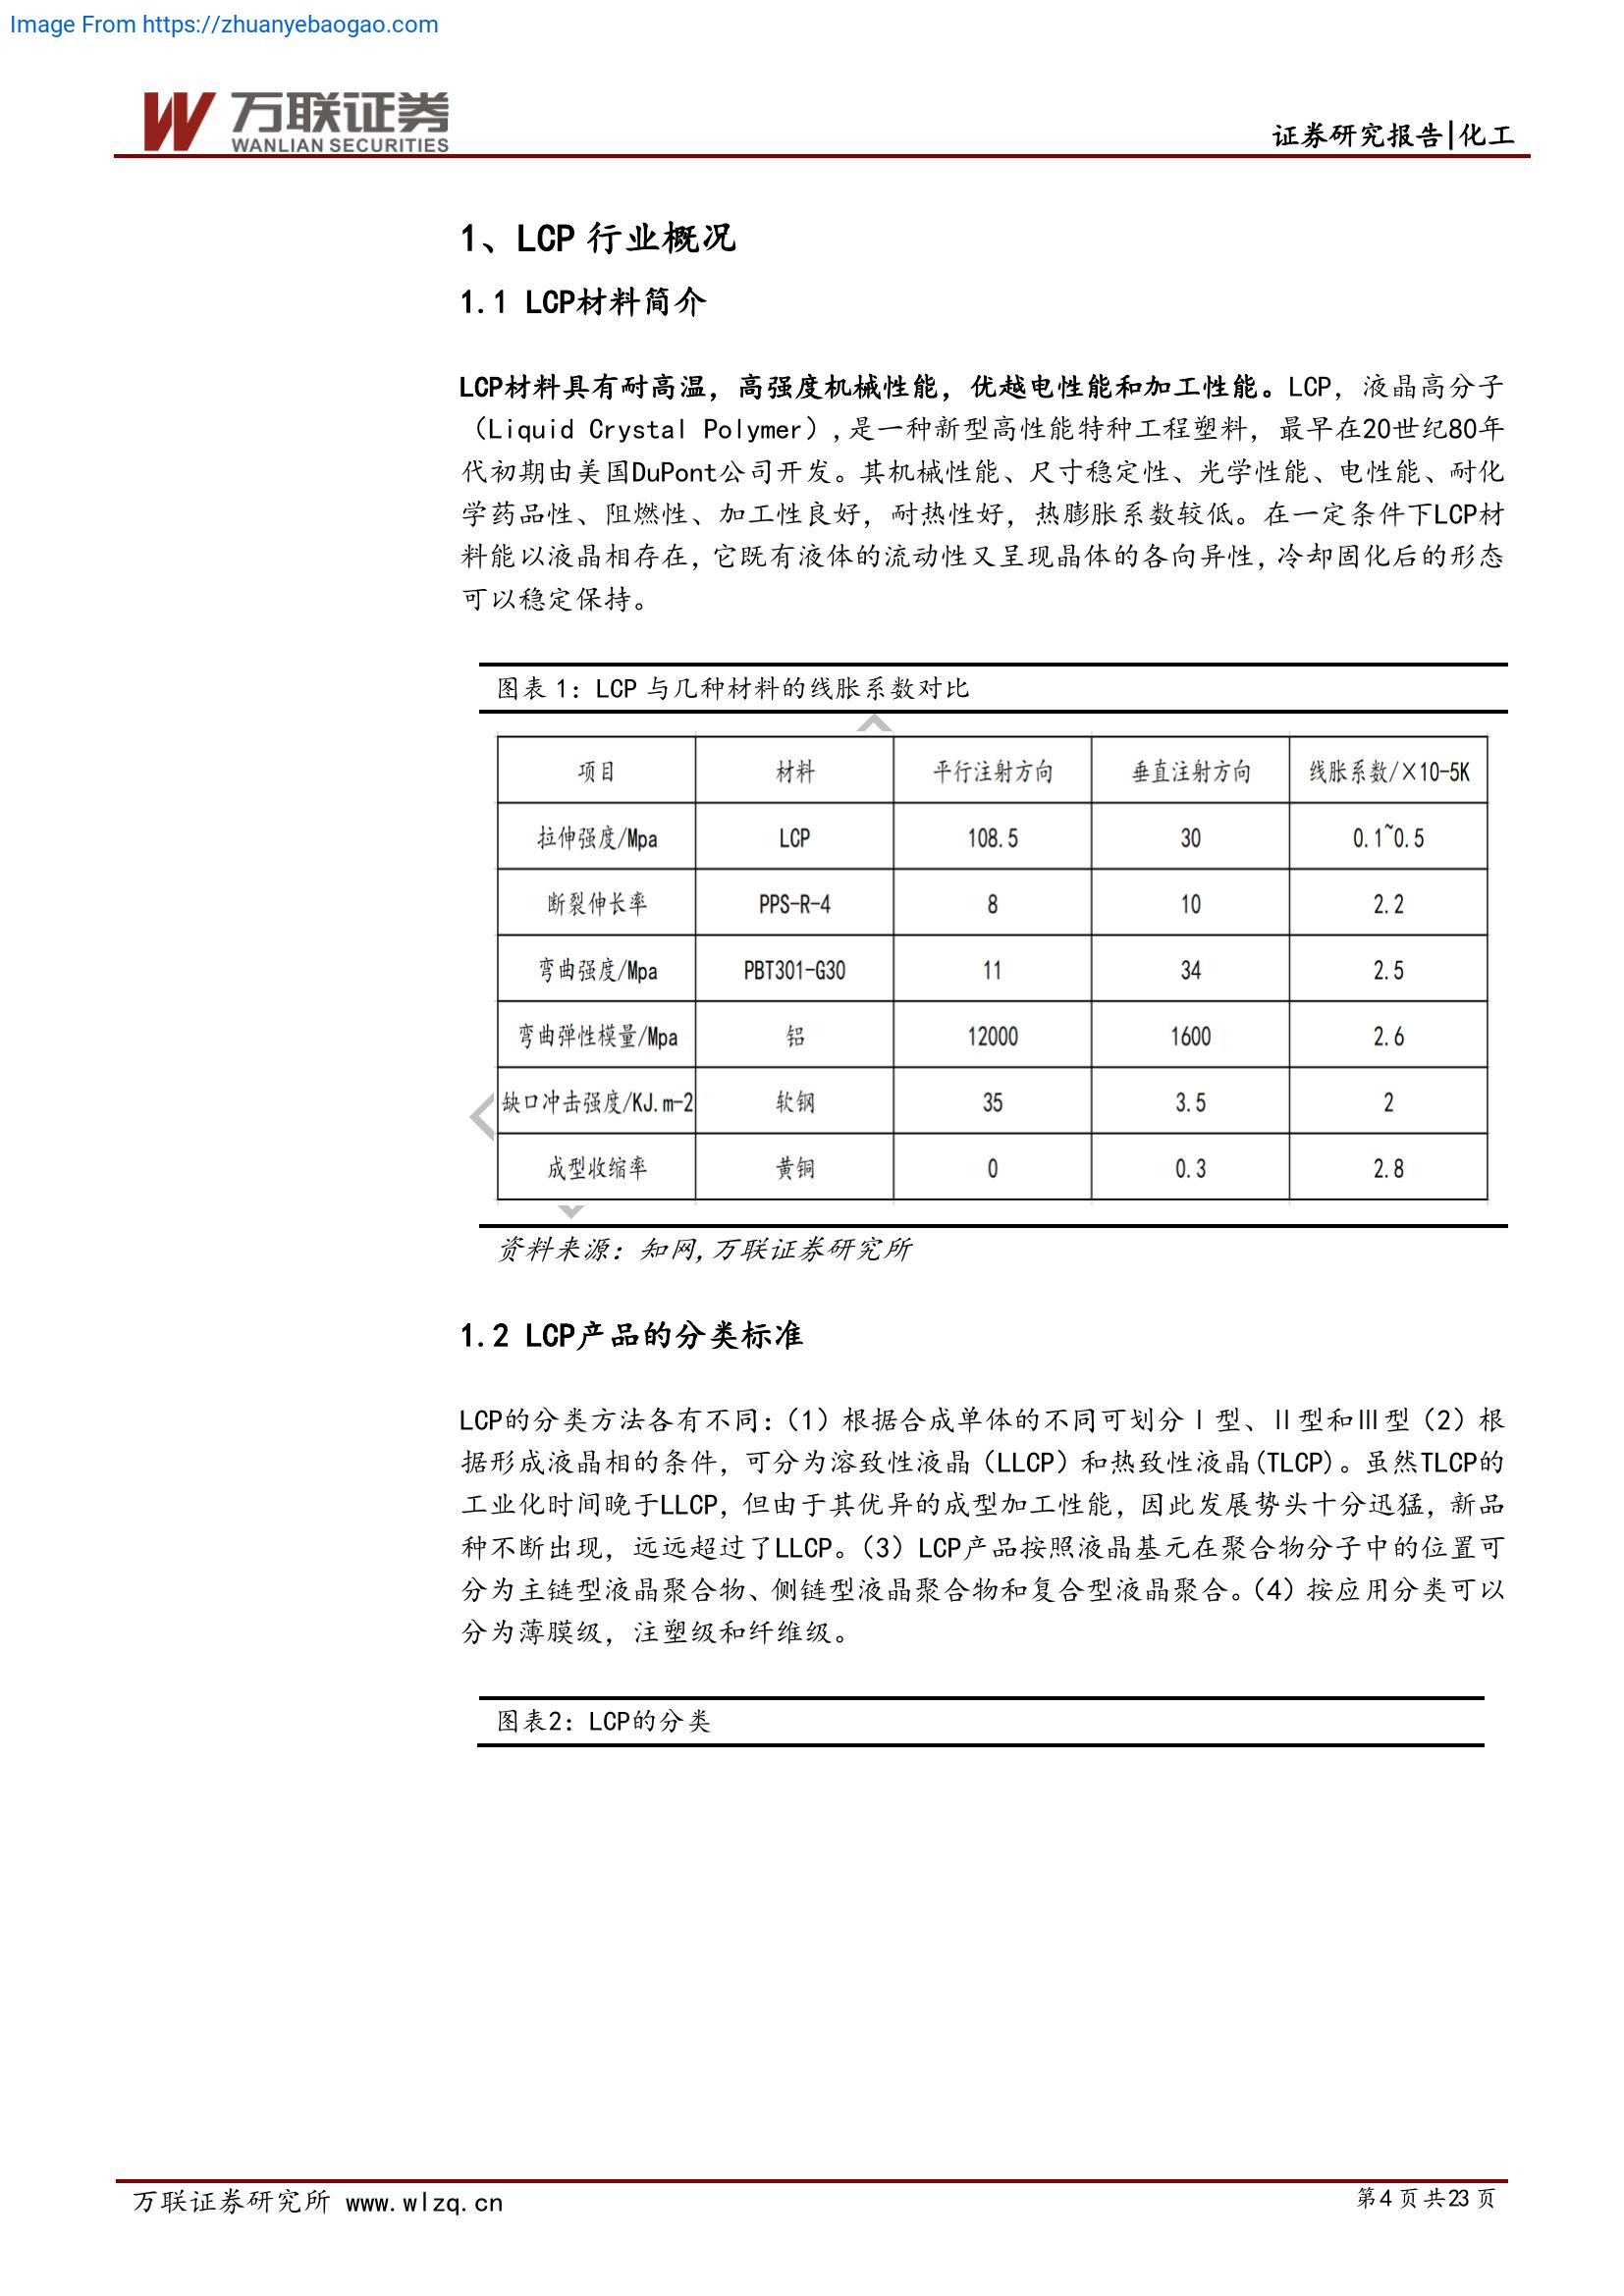 Image From https://zhuanyebaogao.com
万联证券
WANLIAN SECURITIES
证券研究报告|化工
1、LCP 行业概况
1.1 LCP材料简介
LCP材料具有耐高温，高强度机械性能，优越电性能和加工性能。LCP，液晶高分子
（Liquid Crystal Polymer）,是一种新型高性能特种工程塑料，最早在20世纪80年
代初期由美国DuPont公司开发。其机械性能、尺寸稳定性、光学性能、电性能、耐化
学药品性、阻燃性、加工性良好，耐热性好，热膨胀系数较低。在一定条件下LCP材
料能以液晶相存在，它既有液体的流动性又呈现晶体的各向异性，冷却固化后的形态
可以稳定保持。
图表 1：LCP 与几种材料的线胀系数对比
项目 材料 平行注射方向 垂直注射方向 线胀系数/×10-5K
拉伸强度/Mpa LCP 108.5 30 0.1~0.5
断裂伸长率 PPS-R-4 8 10 2.2
弯曲强度/Mpa PBT301-G30 11 34 2.5
弯曲弹性模量/Mpa 铝 12000 1600 2.6
缺口冲击强度/KJ.m-2 软钢 35 3.5 2
成型收缩率 黄铜 0 0.3 2.8
资料来源：知网,万联证券研究所
1.2 LCP产品的分类标准
LCP的分类方法各有不同：（1）根据合成单体的不同可划分Ⅰ型、Ⅱ型和Ⅲ型（2）根
据形成液晶相的条件，可分为溶致性液晶（LLCP）和热致性液晶(TLCP)。虽然TLCP的
工业化时间晚于LLCP，但由于其优异的成型加工性能，因此发展势头十分迅猛，新品
种不断出现，远远超过了LLCP。（3）LCP产品按照液晶基元在聚合物分子中的位置可
分为主链型液晶聚合物、侧链型液晶聚合物和复合型液晶聚合。（4）按应用分类可以
分为薄膜级，注塑级和纤维级。
图表2：LCP的分类
万联证券研究所 www.wlzq.cn
第4 页 共23 页